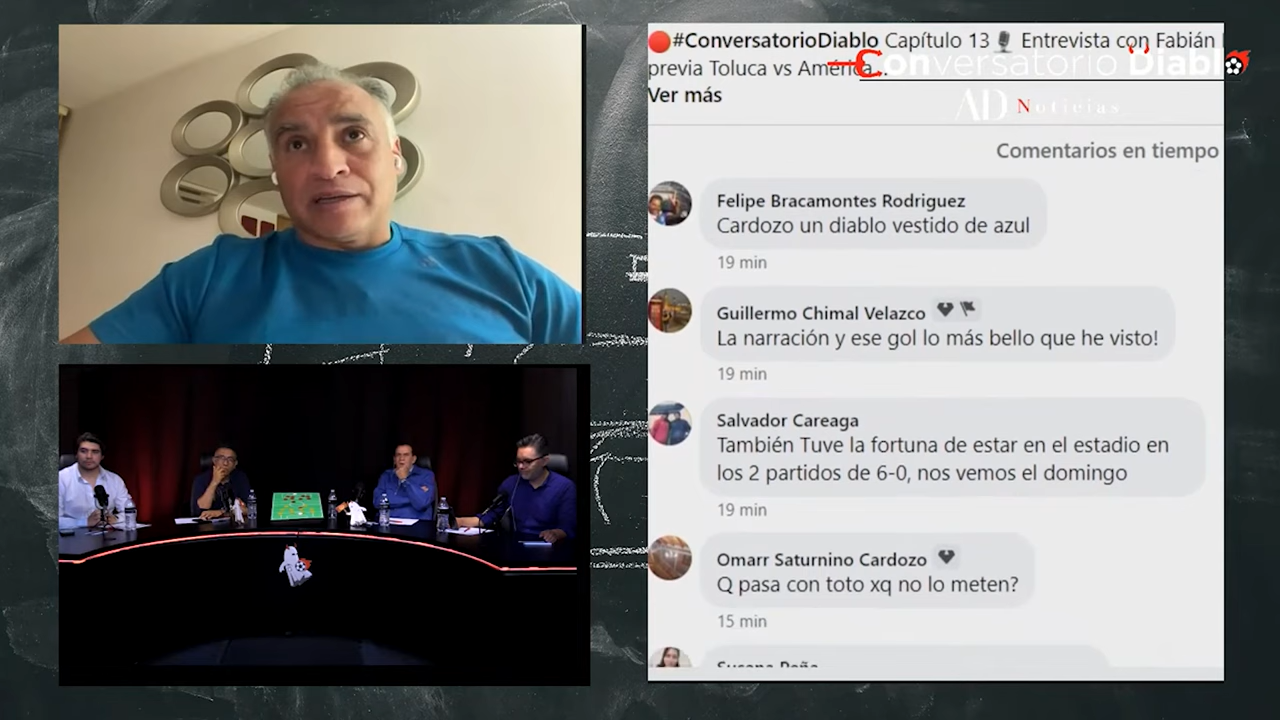 🔴#ConversatorioDiablo Capítulo 13🎙 Entrevista con Fabián
previa Toluca vs América...
Conversatorio Diablo
Ver más
AD Noticias
Comentarios en tiempo
Felipe Bracamontes Rodriguez
Cardozo un diablo vestido de azul
19 min
Guillermo Chimal Velazco
La narración y ese gol lo más bello que he visto!
19 min
Salvador Careaga
También Tuve la fortuna de estar en el estadio en
los 2 partidos de 6-0, nos vemos el domingo
19 min
Omarr Saturnino Cardozo
Q pasa con toto xq no lo meten?
15 min
Susana Peña